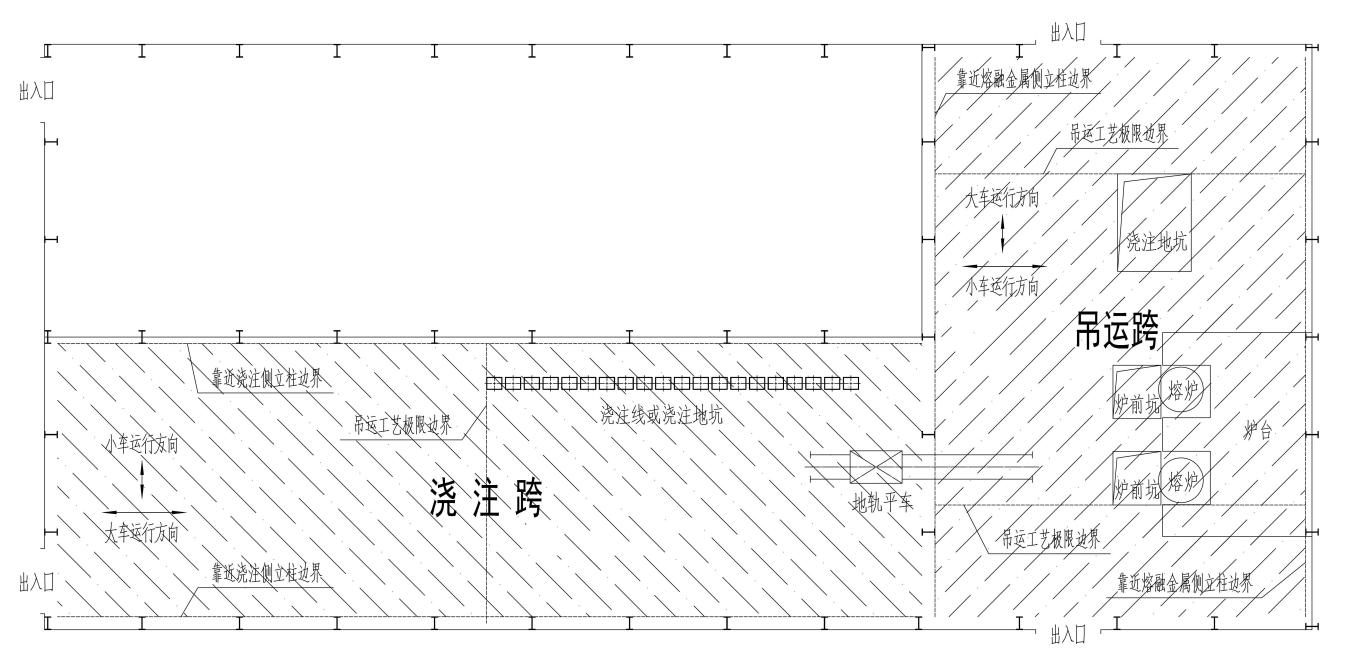 出入口
出入口
靠近熔融金属侧立柱边界
吊运工艺极限边界
大车运行方向
小车运行方向
浇注地坑
吊运跨
靠近浇注侧立柱边界
吊运工艺极限边界
浇注线或浇注地坑
小车运行方向
大车运行方向
浇注跨
地轨平车
炉前坑
熔炉
炉台
炉前坑
熔炉
吊运工艺极限边界
靠近浇注侧立柱边界
靠近熔融金属侧立柱边界
出入口
出入口